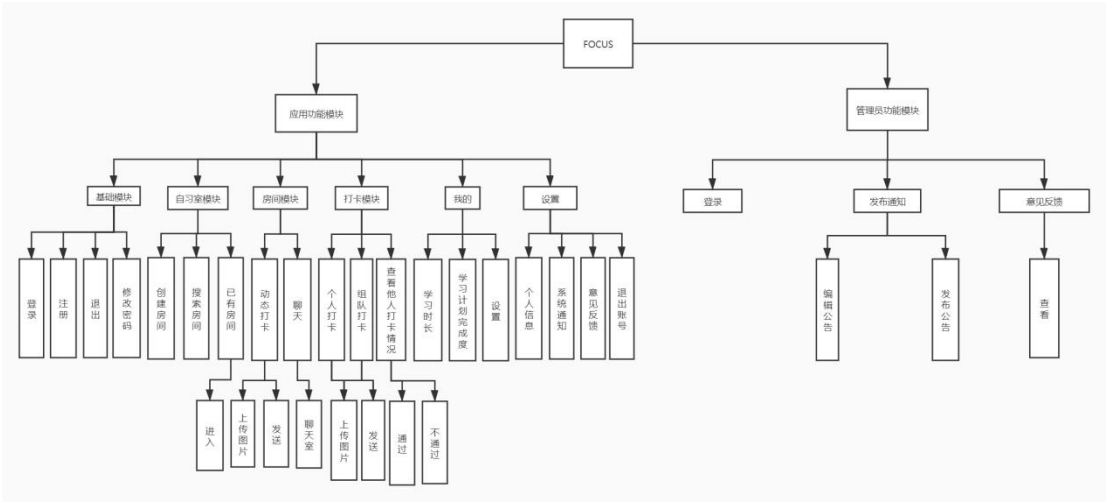 FOCUS
应用功能模块
管理员功能模块
基础模块
自习室模块
房间模块
打卡模块
我的
设置
登录
发布通知
意见反馈
登录
注册
退出
修改密码
创建房间
搜索房间
已有房间
动态打卡
聊天
个人打卡
组队打卡
查看他人打卡情况
学习时长
学习计划完成度
设置
个人信息
系统通知
意见反馈
退出账号
编辑公告
发布公告
查看
进入
上传图片
发送
聊天室
上传图片
发送
通过
不通过